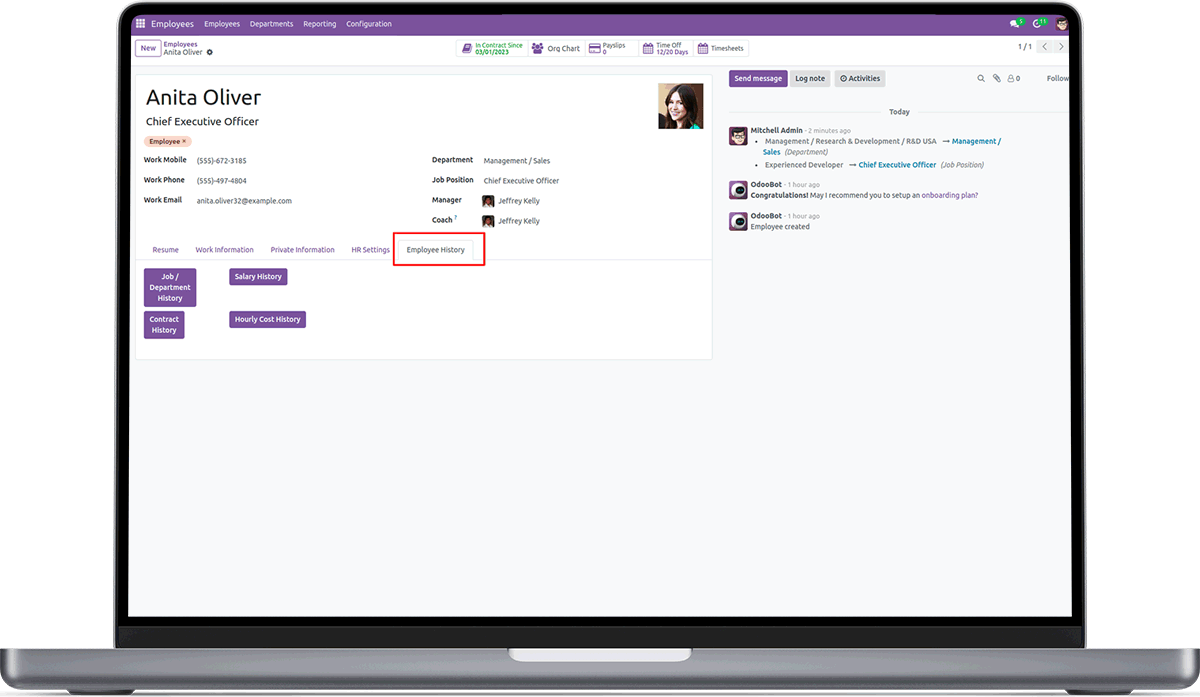 Employees Employees Departments Reporting Configuration 5 11
New Employees
Anita Oliver
In Contract Since
03/01/2023
Org Chart
Payslips
0
Time Off
12/20 Days
Timesheets
1 / 1
Anita Oliver
Chief Executive Officer
Employee ×
Work Mobile (555)-672-3185
Work Phone (555)-497-4804
Work Email anita.oliver32@example.com
Department Management / Sales
Job Position Chief Executive Officer
Manager Jeffrey Kelly
Coach ? Jeffrey Kelly
Resume Work Information Private Information HR Settings Employee History
Job /
Department
History
Salary History
Contract
History
Hourly Cost History
Send message Log note Activities 0 Follow
Today
Mitchell Admin - 2 minutes ago
• Management / Research & Development / R&D USA → Management /
Sales (Department)
• Experienced Developer → Chief Executive Officer (Job Position)
OdooBot - 1 hour ago
Congratulations! May I recommend you to setup an onboarding plan?
OdooBot - 1 hour ago
Employee created